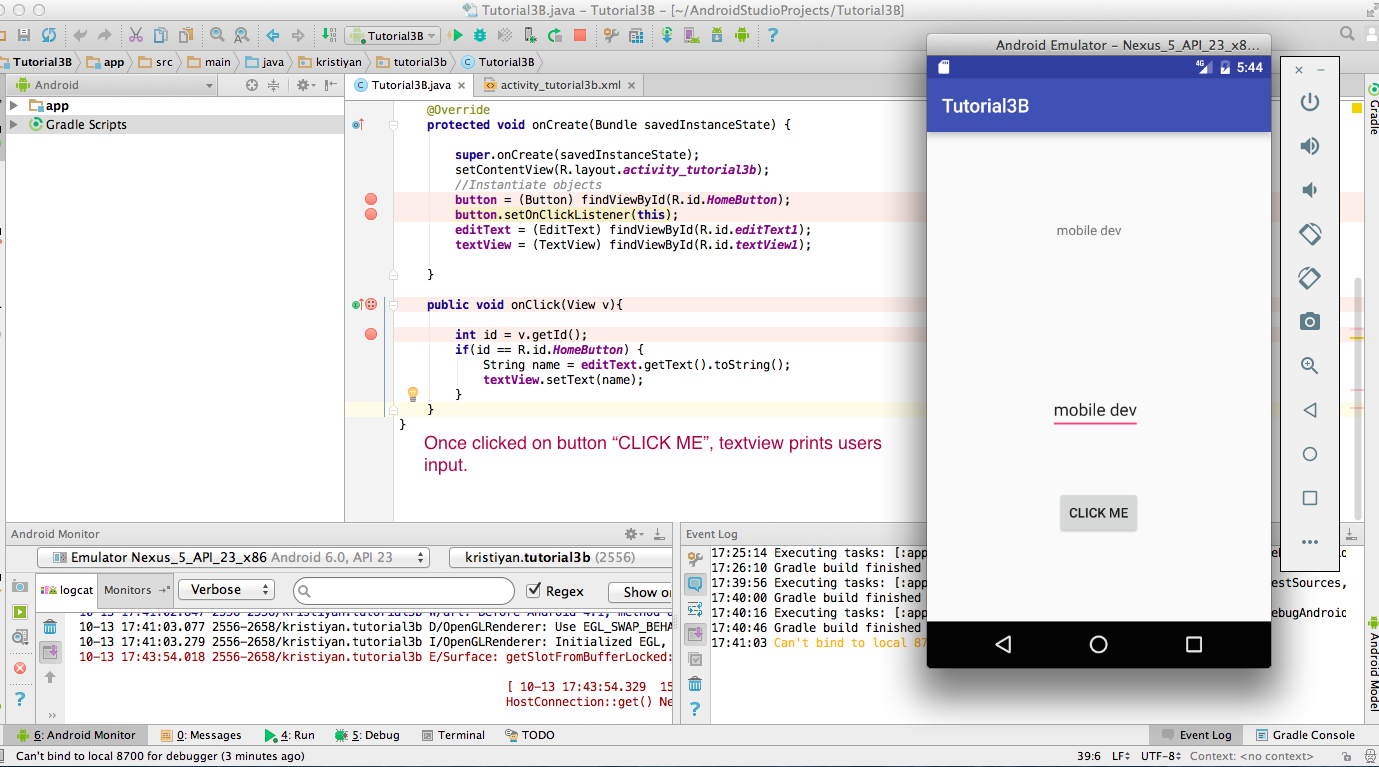 Tutorial3B.java - Tutorial3B - [~/AndroidStudioProjects/Tutorial3B]
Tutorial3B
Tutorial3B app src main java kristiyan tutorial3b Tutorial3B
Android
Tutorial3B.java activity_tutorial3b.xml
app
Gradle Scripts
@Override
protected void onCreate(Bundle savedInstanceState) {
super.onCreate(savedInstanceState);
setContentView(R.layout.activity_tutorial3b);
//Instantiate objects
button = (Button) findViewById(R.id.HomeButton);
button.setOnClickListener(this);
editText = (EditText) findViewById(R.id.editText1);
textView = (TextView) findViewById(R.id.textView1);
}
public void onClick(View v){
int id = v.getId();
if(id == R.id.HomeButton) {
String name = editText.getText().toString();
textView.setText(name);
}
}
}
Once clicked on button “CLICK ME”, textview prints users
input.
Android Emulator - Nexus_5_API_23_x8...
4G 5:44
Tutorial3B
mobile dev
mobile dev
CLICK ME
Gradle
Android Model
Android Monitor
Emulator Nexus_5_API_23_x86 Android 6.0, API 23
kristiyan.tutorial3b (2556)
logcat Monitors Verbose Regex Show on
10-13 17:41:03.077 2556-2658/kristiyan.tutorial3b D/OpenGLRenderer: Use EGL_SWAP_BEHA
10-13 17:41:03.279 2556-2658/kristiyan.tutorial3b I/OpenGLRenderer: Initialized EGL,
10-13 17:43:54.018 2556-2658/kristiyan.tutorial3b E/Surface: getSlotFromBufferLocked:
[ 10-13 17:43:54.329 15
HostConnection::get() Ne
Event Log
17:25:14 Executing tasks: [:app
17:26:10 Gradle build finished
17:39:56 Executing tasks: [:app estSources,
17:40:00 Gradle build finished
17:40:16 Executing tasks: [:app ebugAndroid
17:40:46 Gradle build finished
17:41:03 Can't bind to local 87
6: Android Monitor 0: Messages 4: Run 5: Debug Terminal TODO Event Log Gradle Console
Can't bind to local 8700 for debugger (3 minutes ago) 39:6 LF UTF-8 Context: <no context>